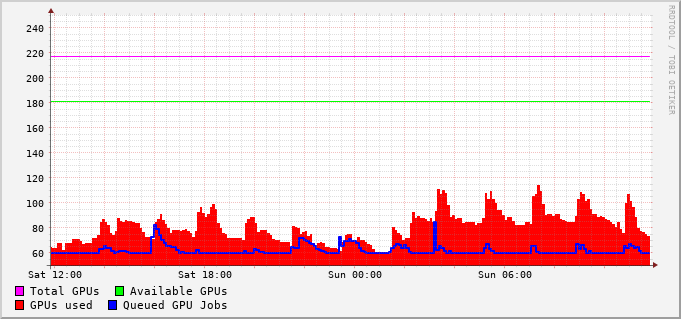 RRDTOOL / TOBI OETIKER
240
220
200
180
160
140
120
100
80
60
Sat 12:00 Sat 18:00 Sun 00:00 Sun 06:00
Total GPUs Available GPUs
GPUs used Queued GPU Jobs